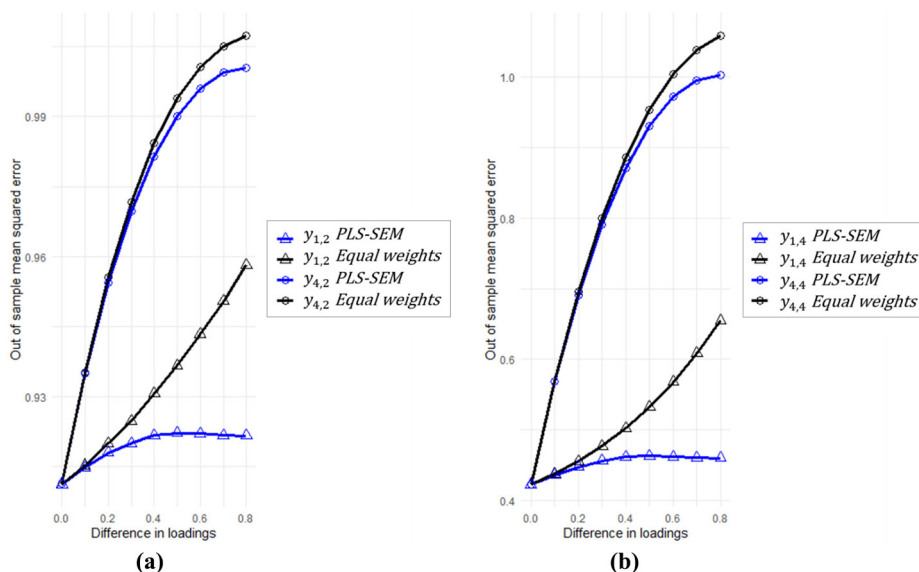 Out of sample mean squared error
0.99
0.96
0.93
0.0 0.2 0.4 0.6 0.8
Difference in loadings
y1,2 PLS-SEM
y1,2 Equal weights
y4,2 PLS-SEM
y4,2 Equal weights
(a)
Out of sample mean squared error
1.0
0.8
0.6
0.4
0.0 0.2 0.4 0.6 0.8
Difference in loadings
y1,4 PLS-SEM
y1,4 Equal weights
y4,4 PLS-SEM
y4,4 Equal weights
(b)